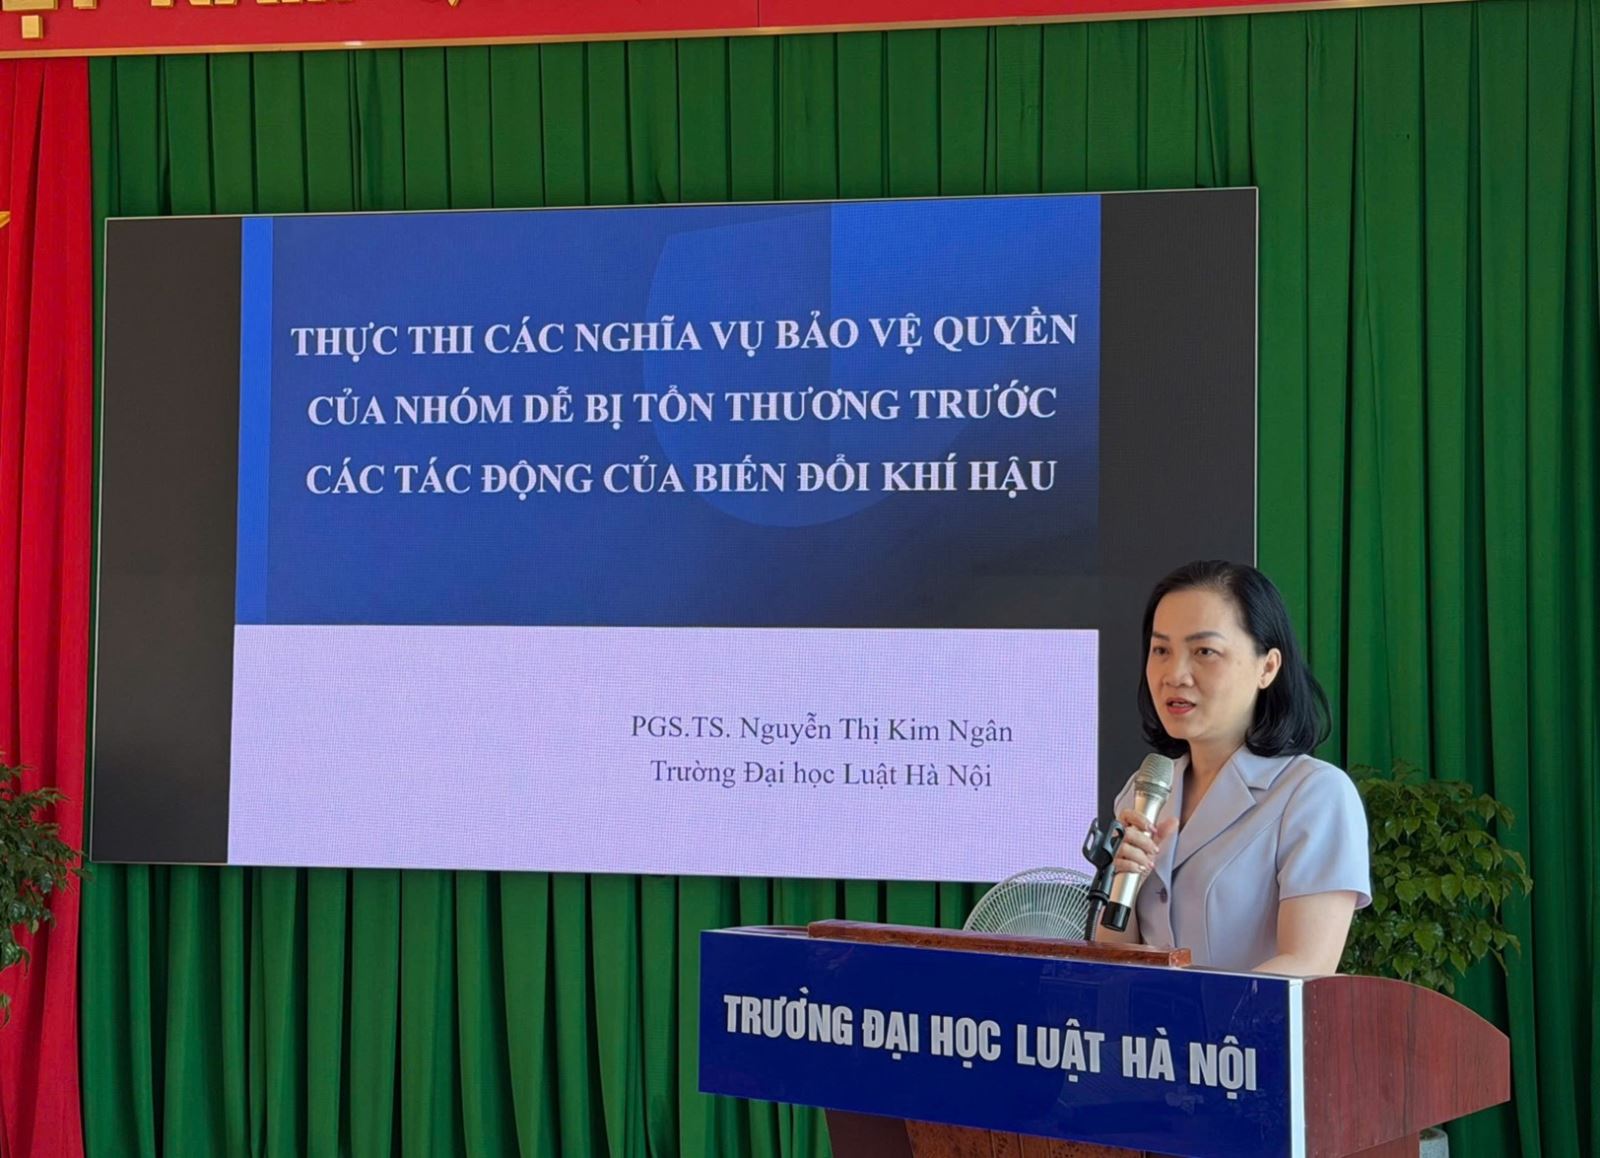 NAM
THỰC THI CÁC NGHĨA VỤ BẢO VỆ QUYỀN
CỦA NHÓM DỄ BỊ TỔN THƯƠNG TRƯỚC
CÁC TÁC ĐỘNG CỦA BIẾN ĐỔI KHÍ HẬU
PGS.TS. Nguyễn Thị Kim Ngân
Trường Đại học Luật Hà Nội
TRƯỜNG ĐẠI HỌC LUẬT HÀ NỘI